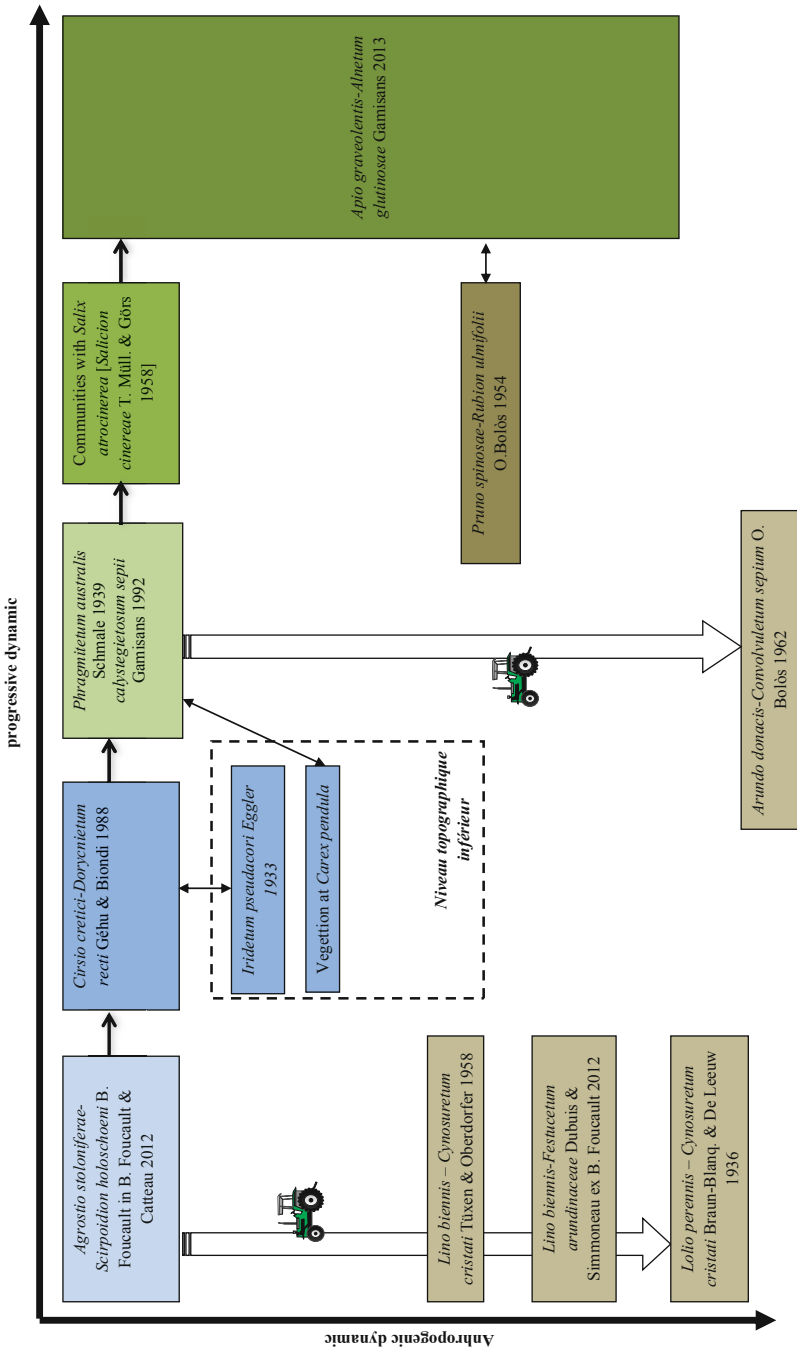 progressive dynamic
Anhropogenic dynamic
Agrostio stoloniferae-
Scirpoidion holoschoeni B.
Foucault in B. Foucault &
Catteau 2012
Cirsio cretici-Dorycnietum
recti Géhu & Biondi 1988
Phragmitetum australis
Schmale 1939
calystegietosum sepii
Gamisans 1992
Communities with Salix
atrocinerea [Salicion
cinereae T. Müll. & Görs
1958]
Apio graveolentis-Alnetum
glutinosae Gamisans 2013
Iridetum pseudacori Eggler
1933
Vegettion at Carex pendula
Niveau topographique
inférieur
Pruno spinosae-Rubion ulmifolii
O.Bolòs 1954
Lino biennis – Cynosuretum
cristati Tüxen & Oberdorfer 1958
Lino biennis-Festucetum
arundinaceae Dubuis &
Simmoneau ex B. Foucault 2012
Lolio perennis – Cynosuretum
cristati Braun-Blanq. & De Leeuw
1936
Arundo donacis-Convolvuletum sepium O.
Bolòs 1962